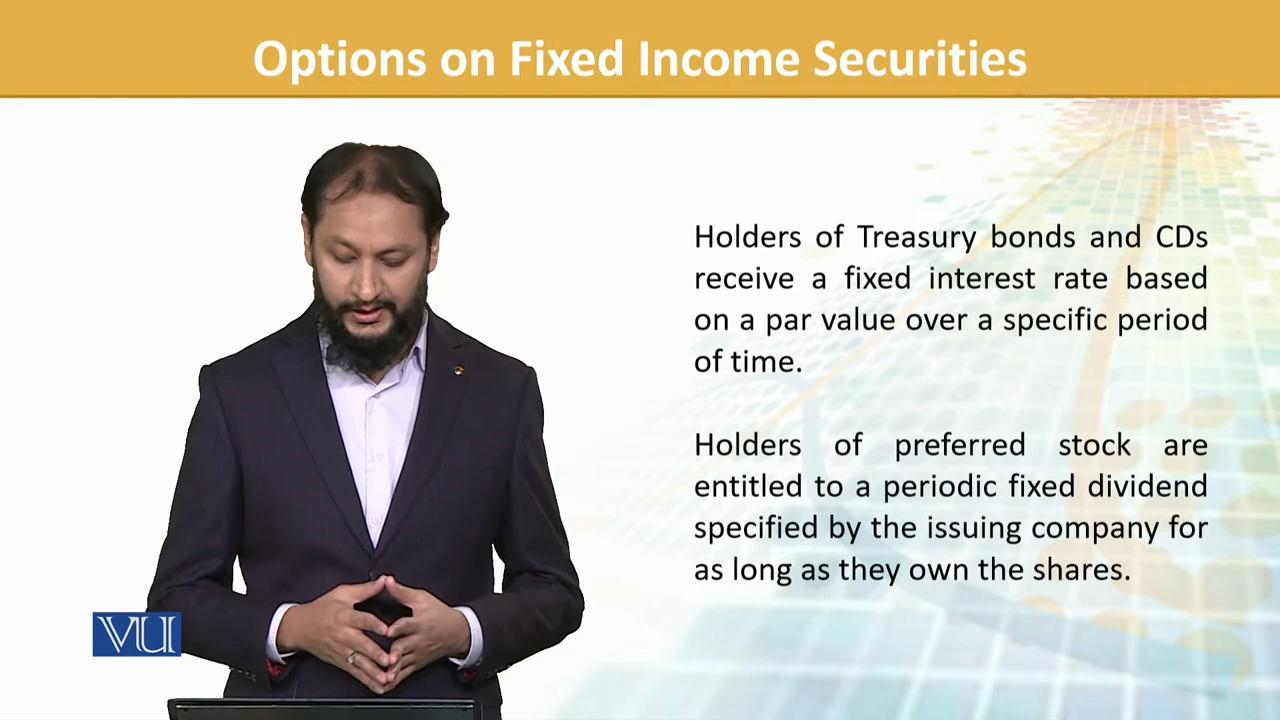 Options on Fixed Income Securities
Holders of Treasury bonds and CDs
receive a fixed interest rate based
on a par value over a specific period
of time.
Holders of preferred stock are
entitled to a periodic fixed dividend
specified by the issuing company for
as long as they own the shares.
VU